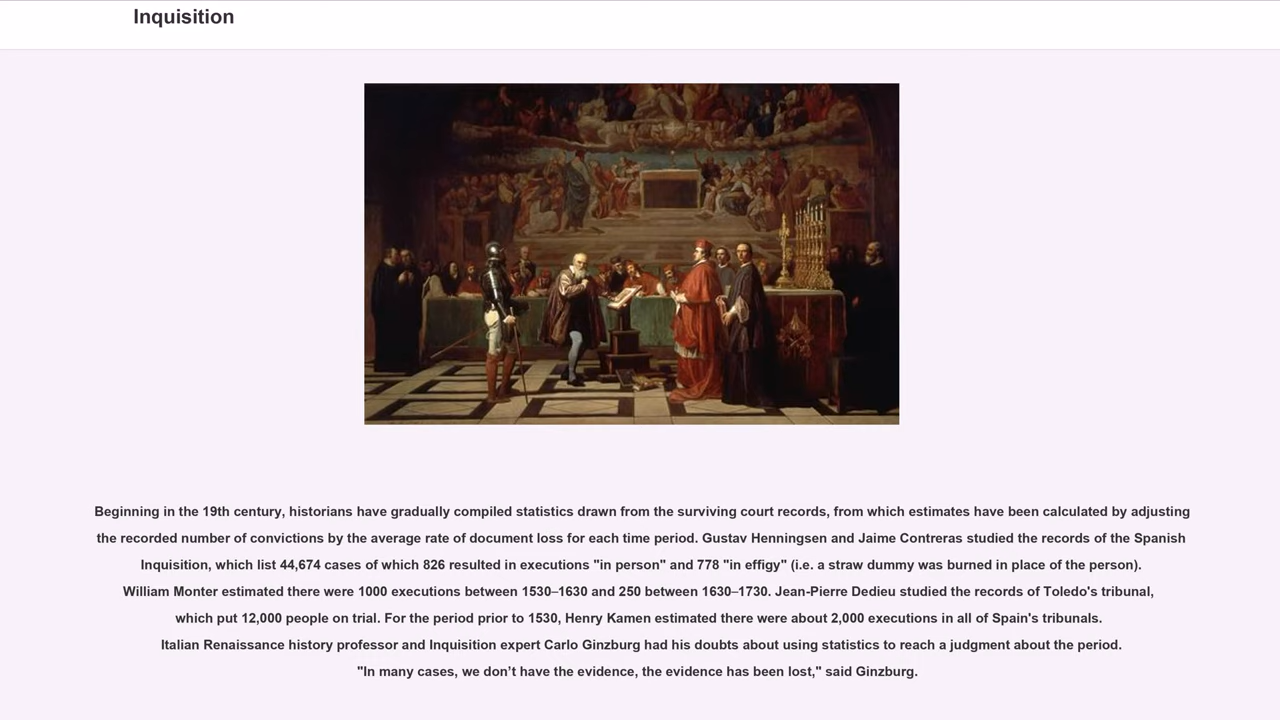 Inquisition
Beginning in the 19th century, historians have gradually compiled statistics drawn from the surviving court records, from which estimates have been calculated by adjusting
the recorded number of convictions by the average rate of document loss for each time period. Gustav Henningsen and Jaime Contreras studied the records of the Spanish
Inquisition, which list 44,674 cases of which 826 resulted in executions "in person" and 778 "in effigy" (i.e. a straw dummy was burned in place of the person).
William Monter estimated there were 1000 executions between 1530–1630 and 250 between 1630–1730. Jean-Pierre Dedieu studied the records of Toledo's tribunal,
which put 12,000 people on trial. For the period prior to 1530, Henry Kamen estimated there were about 2,000 executions in all of Spain's tribunals.
Italian Renaissance history professor and Inquisition expert Carlo Ginzburg had his doubts about using statistics to reach a judgment about the period.
"In many cases, we don’t have the evidence, the evidence has been lost," said Ginzburg.